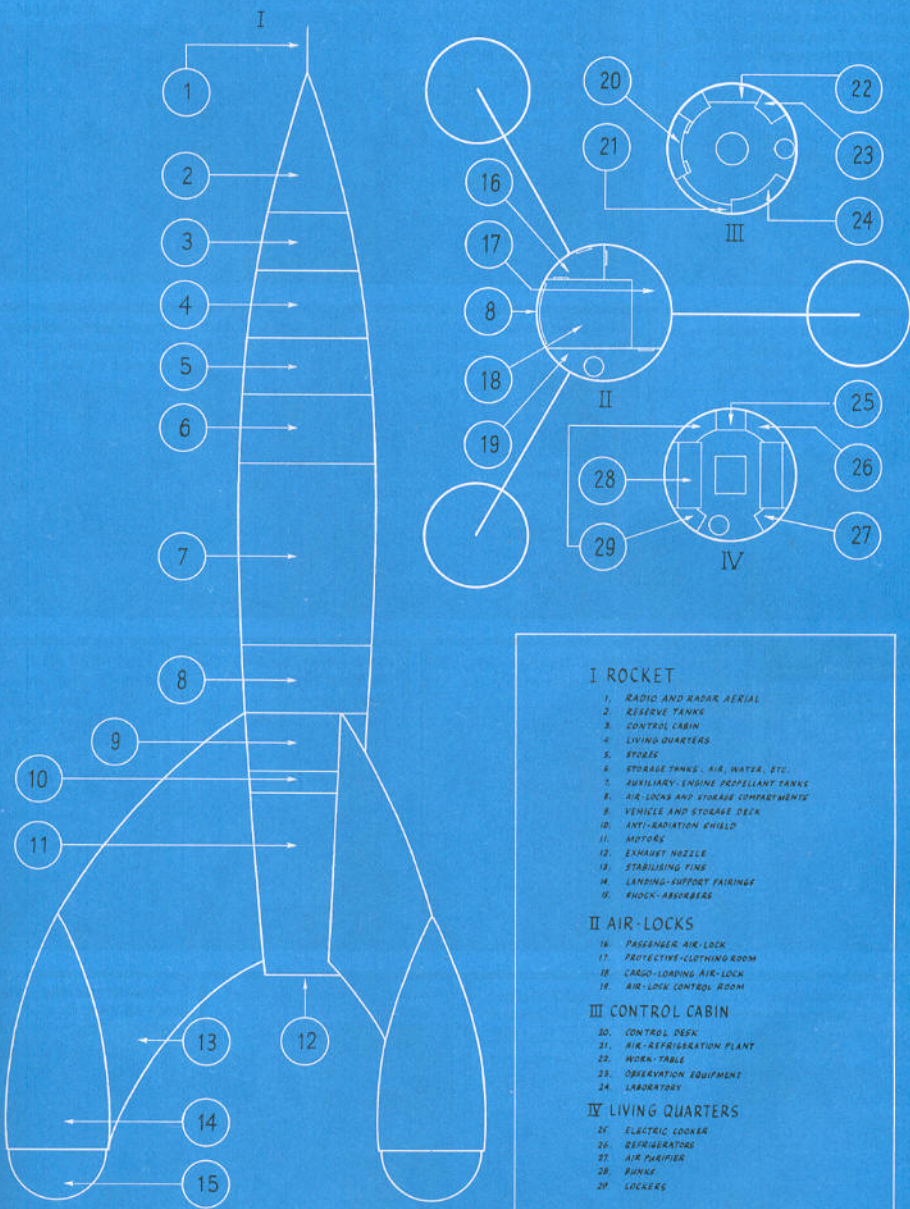 I
1
2
3
4
5
6
7
8
9
10
11
12
13
14
15
16
17
8
18
19
II
20
21
22
23
24
III
25
26
27
28
29
IV
I ROCKET
1. RADIO AND RADAR AERIAL
2. RESERVE TANKS
3. CONTROL CABIN
4. LIVING QUARTERS
5. STORES
6. STORAGE TANKS, AIR, WATER, ETC.
7. AUXILIARY-ENGINE PROPELLANT TANKS
8. AIR-LOCKS AND STORAGE COMPARTMENTS
9. VEHICLE AND STORAGE DECK
10. ANTI-RADIATION SHIELD
11. MOTORS
12. EXHAUST NOZZLE
13. STABILISING FINS
14. LANDING-SUPPORT FAIRINGS
15. SHOCK-ABSORBERS
II AIR-LOCKS
16. PASSENGER AIR-LOCK
17. PROTECTIVE-CLOTHING ROOM
18. CARGO-LOADING AIR-LOCK
19. AIR-LOCK CONTROL ROOM
III CONTROL CABIN
20. CONTROL DESK
21. AIR-REFRIGERATION PLANT
22. WORK-TABLE
23. OBSERVATION EQUIPMENT
24. LABORATORY
IV LIVING QUARTERS
25. ELECTRIC COOKER
26. REFRIGERATORS
27. AIR PURIFIER
28. BUNKS
29. LOCKERS